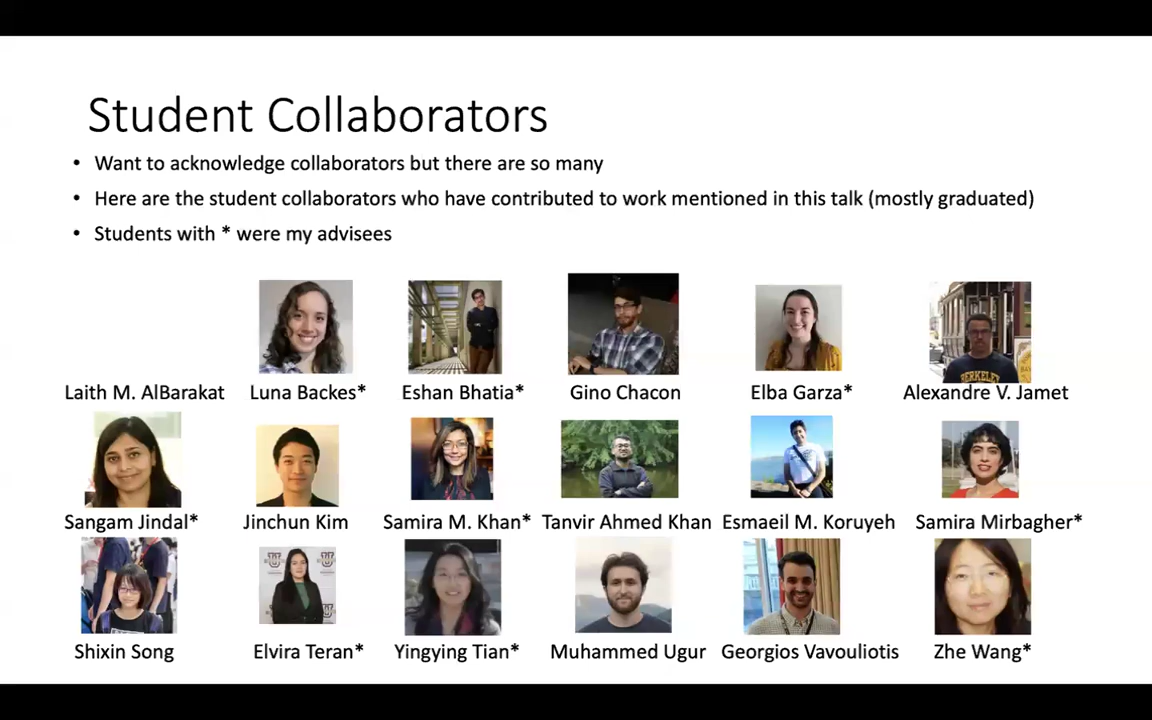 Student Collaborators
• Want to acknowledge collaborators but there are so many
• Here are the student collaborators who have contributed to work mentioned in this talk (mostly graduated)
• Students with * were my advisees
BERKELEY
Laith M. AlBarakat Luna Backes* Eshan Bhatia* Gino Chacon Elba Garza* Alexandre V. Jamet
Sangam Jindal* Jinchun Kim Samira M. Khan* Tanvir Ahmed Khan Esmaeil M. Koruyeh Samira Mirbagher*
Shixin Song Elvira Teran* Yingying Tian* Muhammed Ugur Georgios Vavouliotis Zhe Wang*